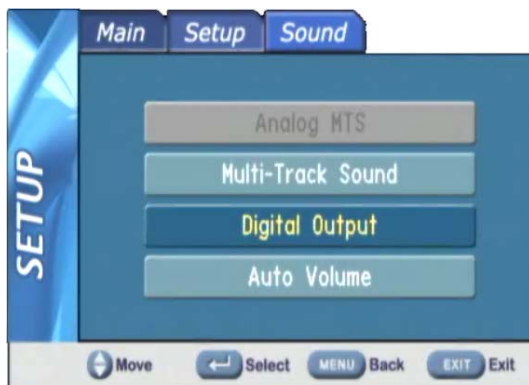 Main Setup Sound
SETUP
Analog MTS
Multi-Track Sound
Digital Output
Auto Volume
Move Select MENU Back EXIT Exit